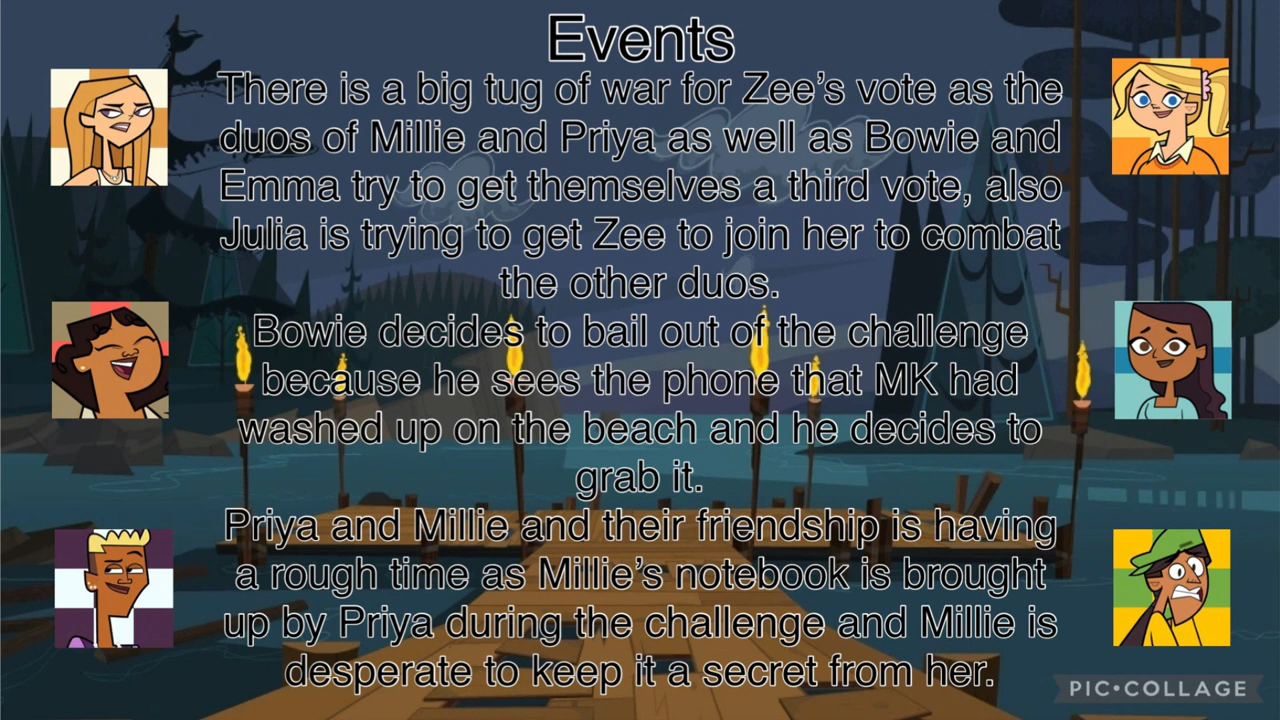 Events
There is a big tug of war for Zee’s vote as the
duos of Millie and Priya as well as Bowie and
Emma try to get themselves a third vote, also
Julia is trying to get Zee to join her to combat
the other duos.
Bowie decides to bail out of the challenge
because he sees the phone that MK had
washed up on the beach and he decides to
grab it.
Priya and Millie and their friendship is having
a rough time as Millie’s notebook is brought
up by Priya during the challenge and Millie is
desperate to keep it a secret from her.
PIC•COLLAGE